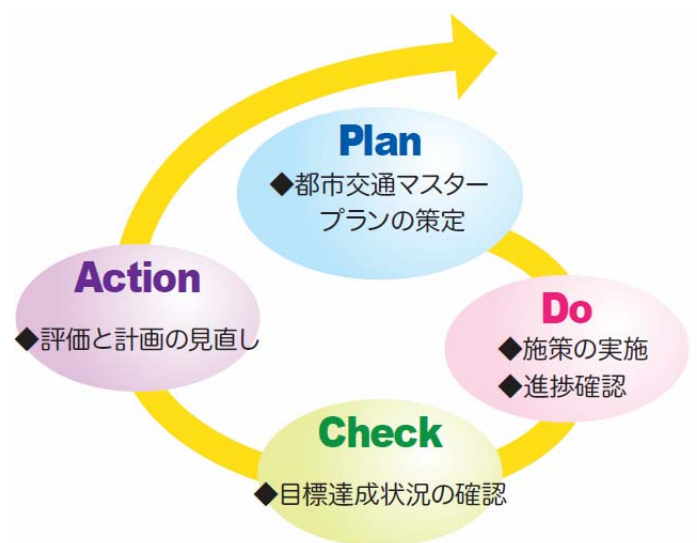 Plan
◆都市交通マスター
プランの策定
Do
◆施策の実施
◆進捗確認
Check
◆目標達成状況の確認
Action
◆評価と計画の見直し